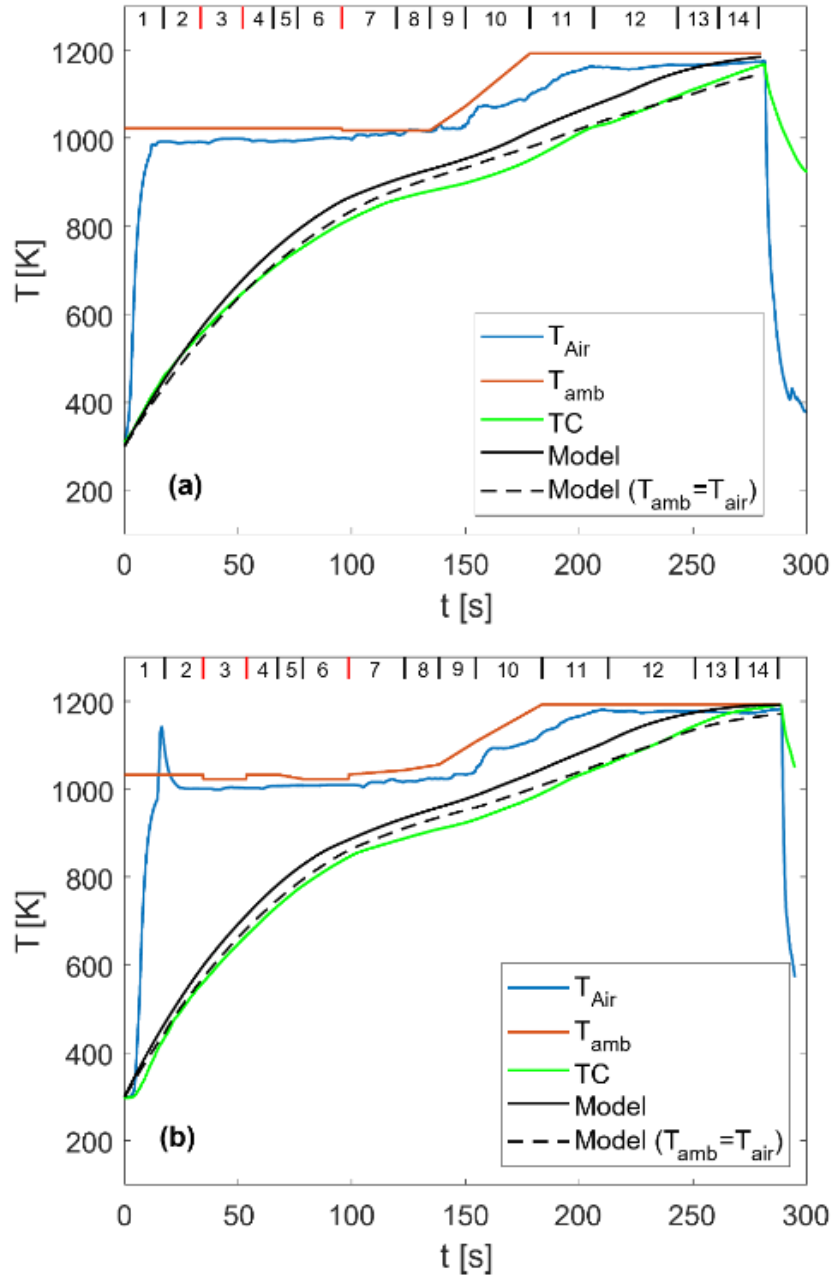 1 2 3 4 5 6 7 8 9 10 11 12 13 14
1200
1000
800
600
400
200
T [K]
T_Air
T_amb
TC
Model
Model (T_amb=T_air)
(a)
0 50 100 150 200 250 300
t [s]
1 2 3 4 5 6 7 8 9 10 11 12 13 14
1200
1000
800
600
400
200
T [K]
T_Air
T_amb
TC
Model
Model (T_amb=T_air)
(b)
0 50 100 150 200 250 300
t [s]